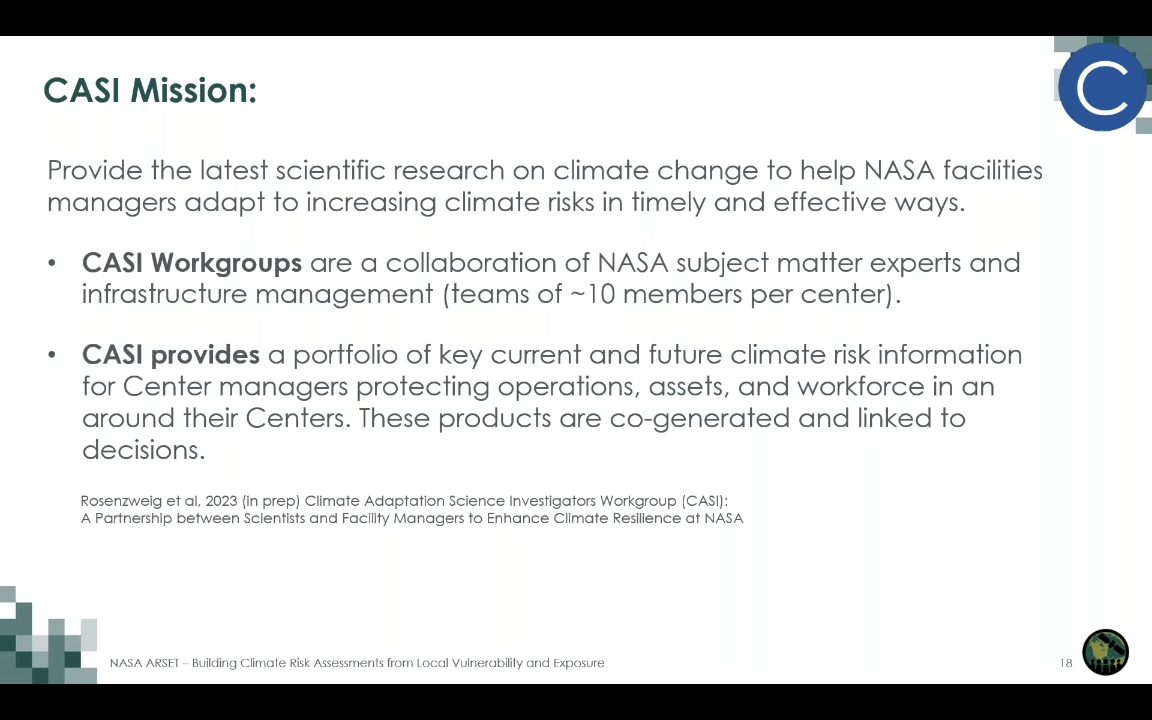 CASI Mission:
C
Provide the latest scientific research on climate change to help NASA facilities
managers adapt to increasing climate risks in timely and effective ways.
• CASI Workgroups are a collaboration of NASA subject matter experts and
infrastructure management (teams of ~10 members per center).
• CASI provides a portfolio of key current and future climate risk information
for Center managers protecting operations, assets, and workforce in an
around their Centers. These products are co-generated and linked to
decisions.
Rosenzweig et al, 2023 (in prep) Climate Adaptation Science Investigators Workgroup (CASI):
A Partnership between Scientists and Facility Managers to Enhance Climate Resilience at NASA
NASA ARSET – Building Climate Risk Assessments from Local Vulnerability and Exposure
18